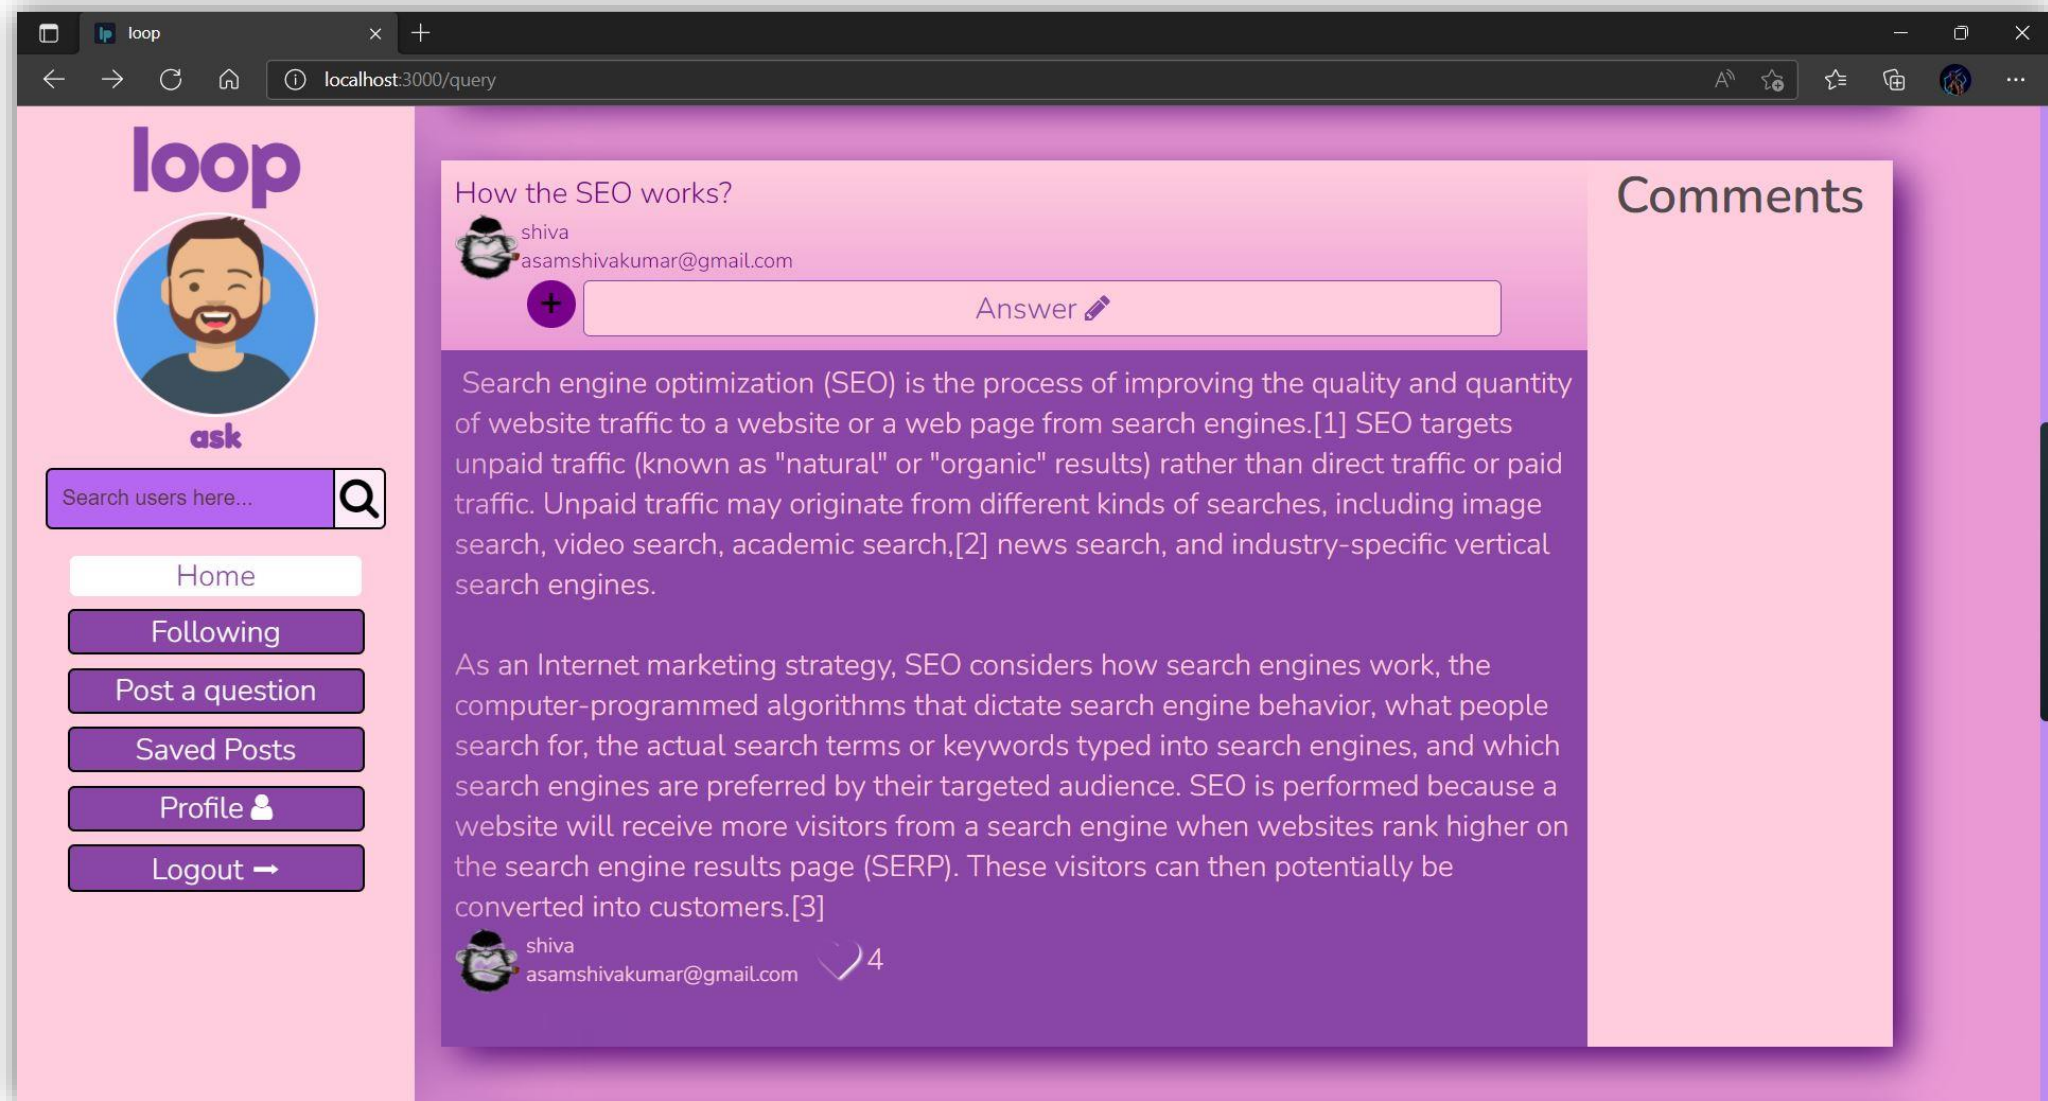 lp loop
localhost:3000/query
loop
ask
Search users here...
Home
Following
Post a question
Saved Posts
Profile
Logout
How the SEO works?
shiva
asamshivakumar@gmail.com
+
Answer
Search engine optimization (SEO) is the process of improving the quality and quantity
of website traffic to a website or a web page from search engines.[1] SEO targets
unpaid traffic (known as "natural" or "organic" results) rather than direct traffic or paid
traffic. Unpaid traffic may originate from different kinds of searches, including image
search, video search, academic search,[2] news search, and industry-specific vertical
search engines.
As an Internet marketing strategy, SEO considers how search engines work, the
computer-programmed algorithms that dictate search engine behavior, what people
search for, the actual search terms or keywords typed into search engines, and which
search engines are preferred by their targeted audience. SEO is performed because a
website will receive more visitors from a search engine when websites rank higher on
the search engine results page (SERP). These visitors can then potentially be
converted into customers.[3]
shiva
asamshivakumar@gmail.com
4
Comments